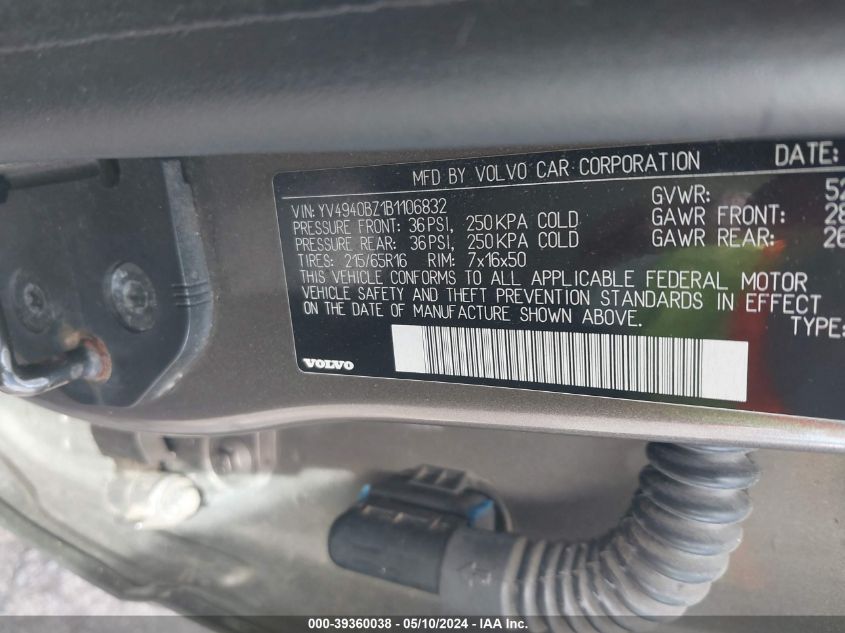 MFD BY VOLVO CAR CORPORATION DATE:
VIN: YV4940BZ1B1106832 GVWR: 52
PRESSURE FRONT: 36PSI, 250KPA COLD GAWR FRONT: 28
PRESSURE REAR: 36PSI, 250KPA COLD GAWR REAR: 26
TIRES: 215/65R16 RIM: 7x16x50
THIS VEHICLE CONFORMS TO ALL APPLICABLE FEDERAL MOTOR
VEHICLE SAFETY AND THEFT PREVENTION STANDARDS IN EFFECT
ON THE DATE OF MANUFACTURE SHOWN ABOVE. TYPE:
VOLVO
000-39360038 - 05/10/2024 - IAA Inc.